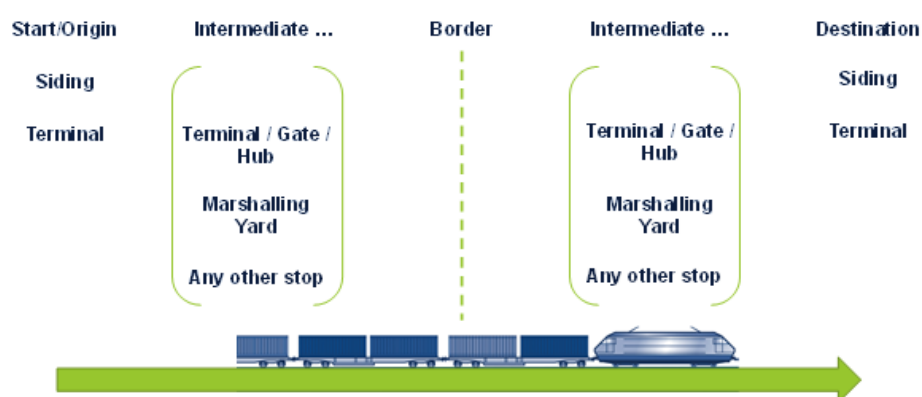 Start/Origin
Intermediate ...
Border
Intermediate ...
Destination
Siding
Terminal
Terminal / Gate /
Hub
Marshalling
Yard
Any other stop
Terminal / Gate /
Hub
Marshalling
Yard
Any other stop
Siding
Terminal